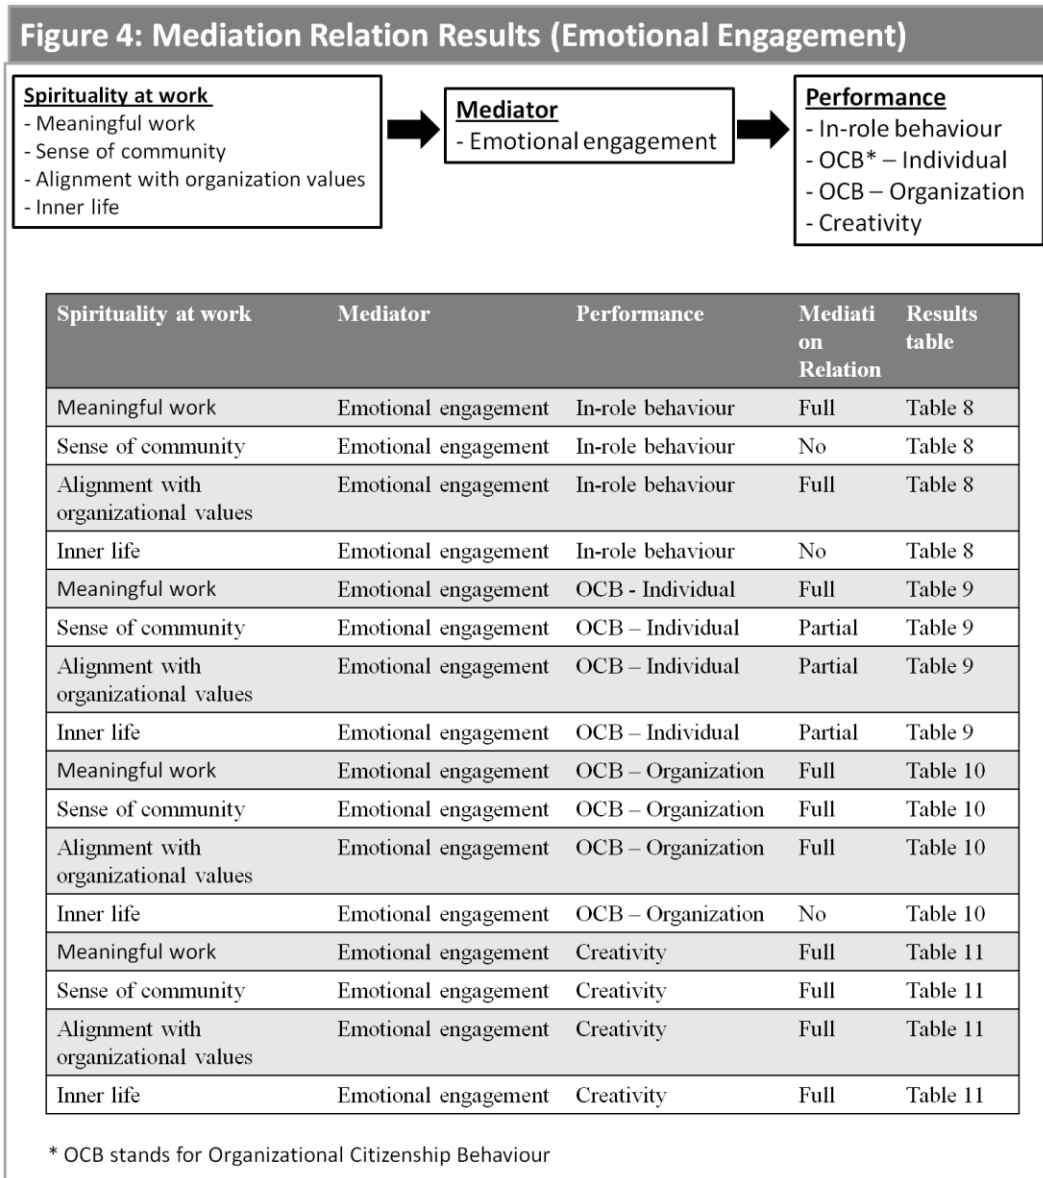 Figure 4: Mediation Relation Results (Emotional Engagement)
Spirituality at work
- Meaningful work
- Sense of community
- Alignment with organization values
- Inner life
Mediator
- Emotional engagement
Performance
- In-role behaviour
- OCB* – Individual
- OCB – Organization
- Creativity
Spirituality at work Mediator Performance Mediati on Relation Results table
Meaningful work Emotional engagement In-role behaviour Full Table 8
Sense of community Emotional engagement In-role behaviour No Table 8
Alignment with organizational values Emotional engagement In-role behaviour Full Table 8
Inner life Emotional engagement In-role behaviour No Table 8
Meaningful work Emotional engagement OCB - Individual Full Table 9
Sense of community Emotional engagement OCB – Individual Partial Table 9
Alignment with organizational values Emotional engagement OCB – Individual Partial Table 9
Inner life Emotional engagement OCB – Individual Partial Table 9
Meaningful work Emotional engagement OCB – Organization Full Table 10
Sense of community Emotional engagement OCB – Organization Full Table 10
Alignment with organizational values Emotional engagement OCB – Organization Full Table 10
Inner life Emotional engagement OCB – Organization No Table 10
Meaningful work Emotional engagement Creativity Full Table 11
Sense of community Emotional engagement Creativity Full Table 11
Alignment with organizational values Emotional engagement Creativity Full Table 11
Inner life Emotional engagement Creativity Full Table 11
* OCB stands for Organizational Citizenship Behaviour